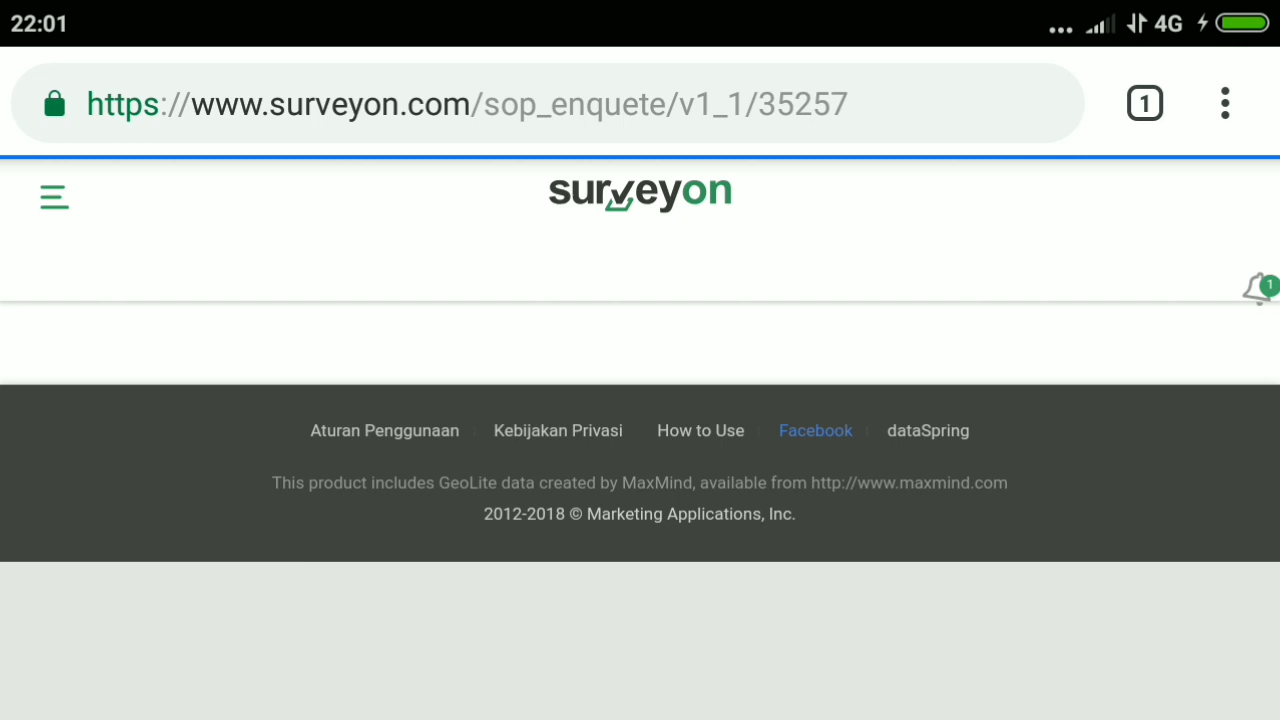 22:01 4G
https://www.surveyon.com/sop_enquete/v1_1/35257 1
surveyon
1
Aturan Penggunaan Kebijakan Privasi How to Use Facebook dataSpring
This product includes GeoLite data created by MaxMind, available from http://www.maxmind.com
2012-2018 © Marketing Applications, Inc.